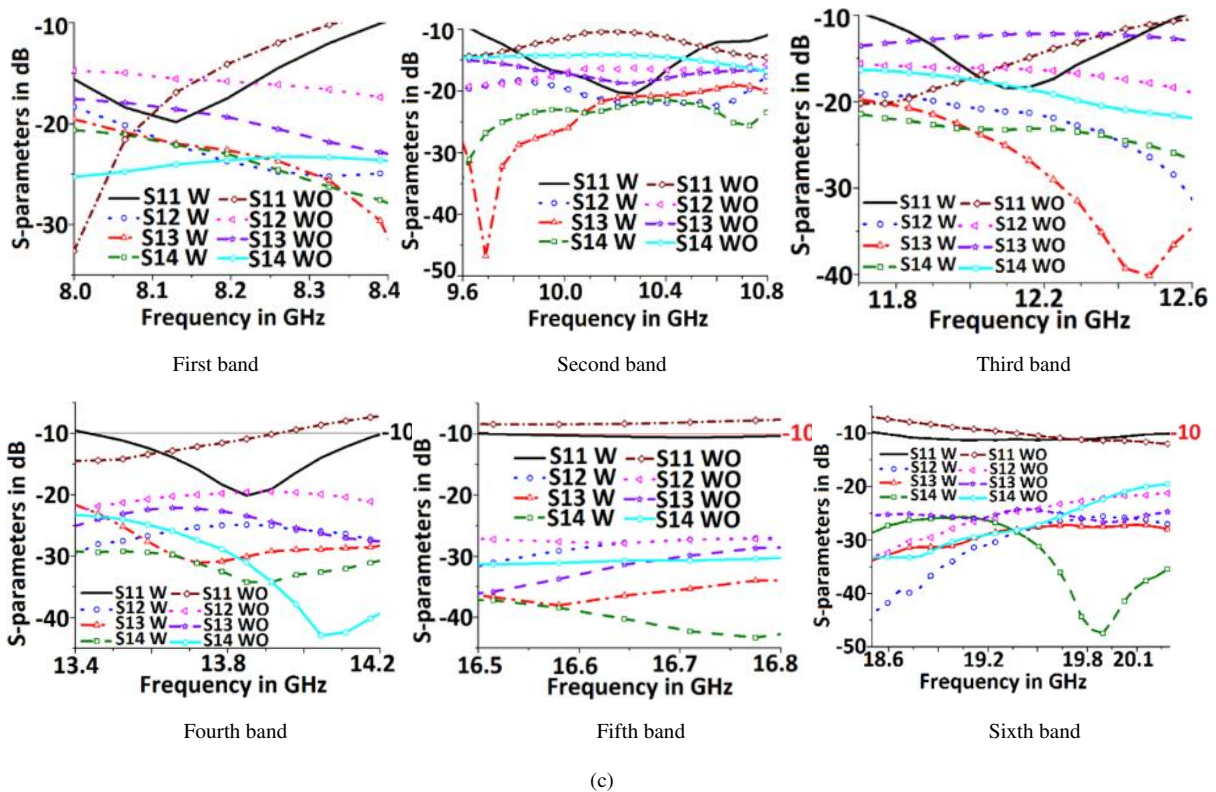 S-parameters in dB
-10
-20
-30
8.0 8.1 8.2 8.3 8.4
Frequency in GHz
S11 W S11 WO
S12 W S12 WO
S13 W S13 WO
S14 W S14 WO
First band
S-parameters in dB
-10
-20
-30
-40
-50
9.6 10.0 10.4 10.8
Frequency in GHz
S11 W S11 WO
S12 W S12 WO
S13 W S13 WO
S14 W S14 WO
Second band
S-parameters in dB
-10
-20
-30
-40
11.8 12.2 12.6
Frequency in GHz
S11 W S11 WO
S12 W S12 WO
S13 W S13 WO
S14 W S14 WO
Third band
S-parameters in dB
-10 -10
-20
-30
-40
13.4 13.8 14.2
Frequency in GHz
S11 W S11 WO
S12 W S12 WO
S13 W S13 WO
S14 W S14 WO
Fourth band
S-parameters in dB
-10 -10
-20
-30
-40
16.5 16.6 16.7 16.8
Frequency in GHz
S11 W S11 WO
S12 W S12 WO
S13 W S13 WO
S14 W S14 WO
Fifth band
S-parameters in dB
-10 -10
-20
-30
-40
-50
18.6 19.2 19.8 20.1
Frequency in GHz
S11 W S11 WO
S12 W S12 WO
S13 W S13 WO
S14 W S14 WO
Sixth band
(c)